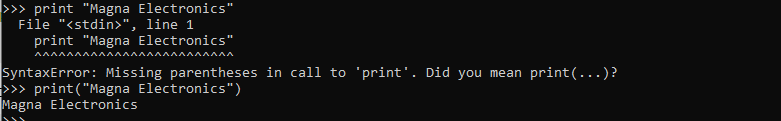 >>> print "Magna Electronics"
  File "<stdin>", line 1
    print "Magna Electronics"
    ^^^^^^^^^^^^^^^^^^^^^^^^^
SyntaxError: Missing parentheses in call to 'print'. Did you mean print(...)?
>>> print("Magna Electronics")
Magna Electronics
>>>